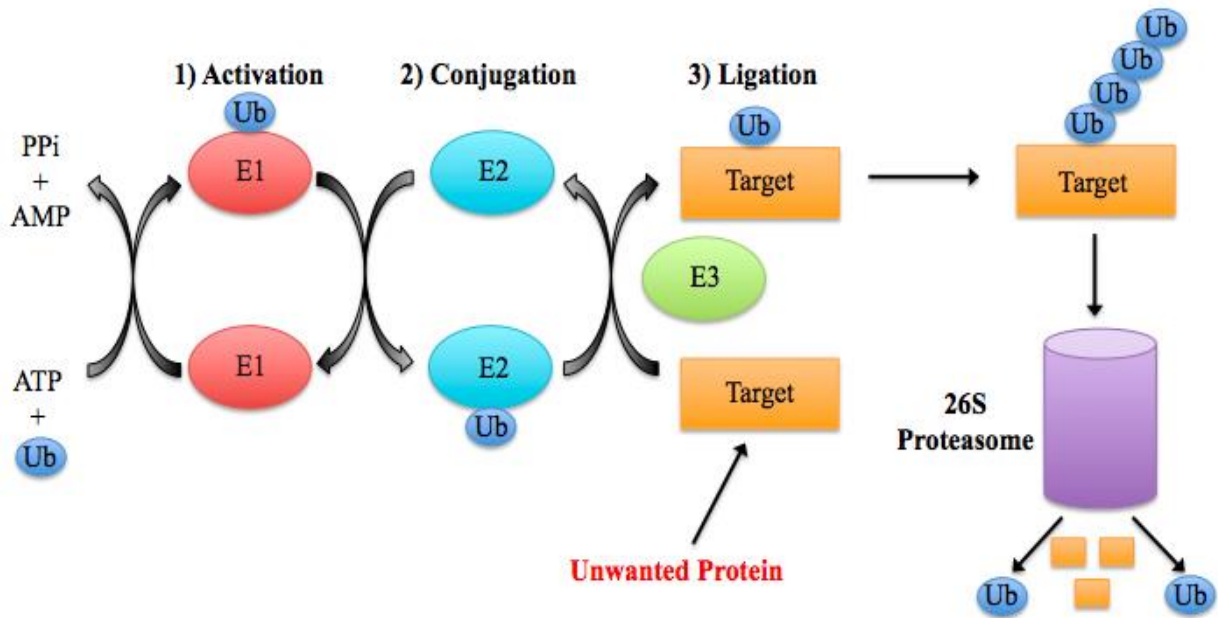 1) Activation
2) Conjugation
3) Ligation
Ub
E1
PPi
+
AMP
E2
Ub
Target
Ub
Ub
Ub
Ub
Target
E3
ATP
+
Ub
E1
E2
Ub
Target
Unwanted Protein
26S
Proteasome
Ub
Ub